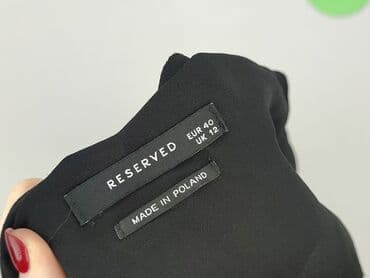 RESERVED
EUR 40
UK 12
MADE IN POLAND